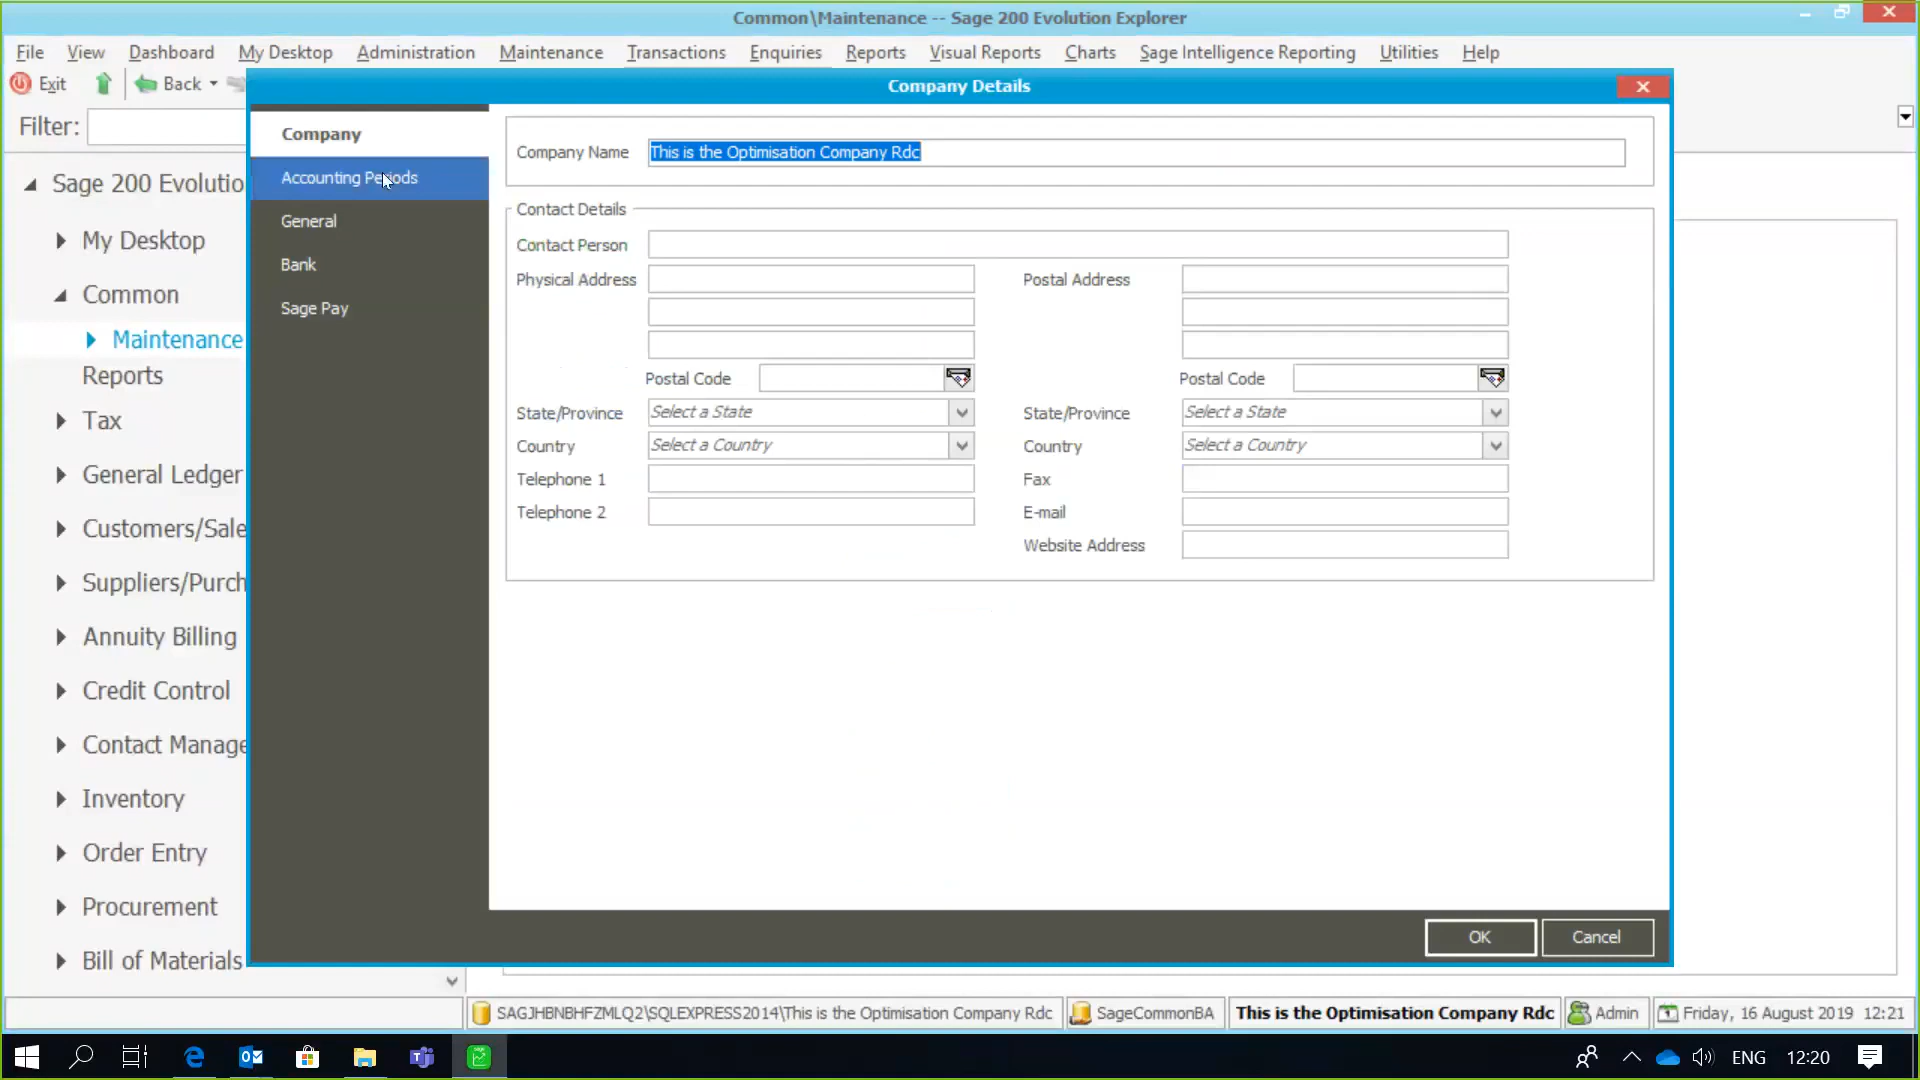 Common\Maintenance -- Sage 200 Evolution Explorer
File View Dashboard My Desktop Administration Maintenance Transactions Enquiries Reports Visual Reports Charts Sage Intelligence Reporting Utilities Help
Exit Back
Company Details
Filter:
Company
Accounting Periods
General
Bank
Sage Pay
Company Name This is the Optimisation Company Rdc
Contact Details
Contact Person
Physical Address Postal Address
Postal Code Postal Code
State/Province Select a State State/Province Select a State
Country Select a Country Country Select a Country
Telephone 1 Fax
Telephone 2 E-mail
Website Address
Sage 200 Evolutio
My Desktop
Common
Maintenance
Reports
Tax
General Ledger
Customers/Sale
Suppliers/Purch
Annuity Billing
Credit Control
Contact Manage
Inventory
Order Entry
Procurement
Bill of Materials
OK Cancel
SAGJHBNBHFZMLQ2\SQLEXPRESS2014\This is the Optimisation Company Rdc SageCommonBA This is the Optimisation Company Rdc Admin Friday, 16 August 2019 12:21
ENG 12:20